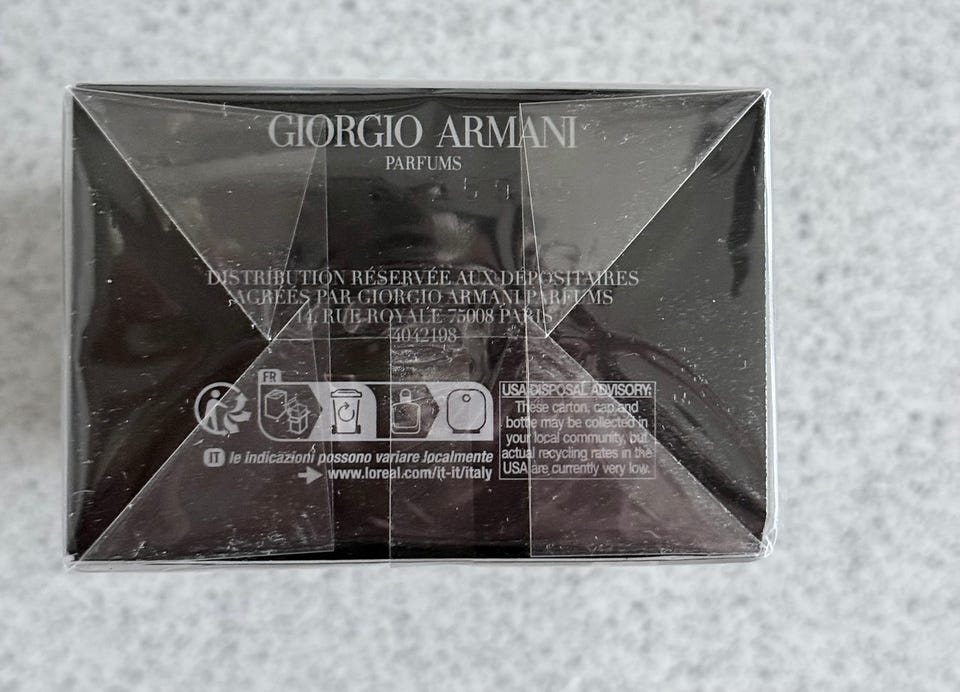 GIORGIO ARMANI
PARFUMS
DISTRIBUTION RÉSERVÉE AUX DÉPOSITAIRES
AGRÉÉS PAR GIORGIO ARMANI PARFUMS
14, RUE ROYALE 75008 PARIS
4042198
FR
IT le indicazioni possono variare localmente
www.loreal.com/it-it/italy
USA DISPOSAL ADVISORY:
These carton, cap and
bottle may be collected in
your local community, but
actual recycling rates in the
USA are currently very low.